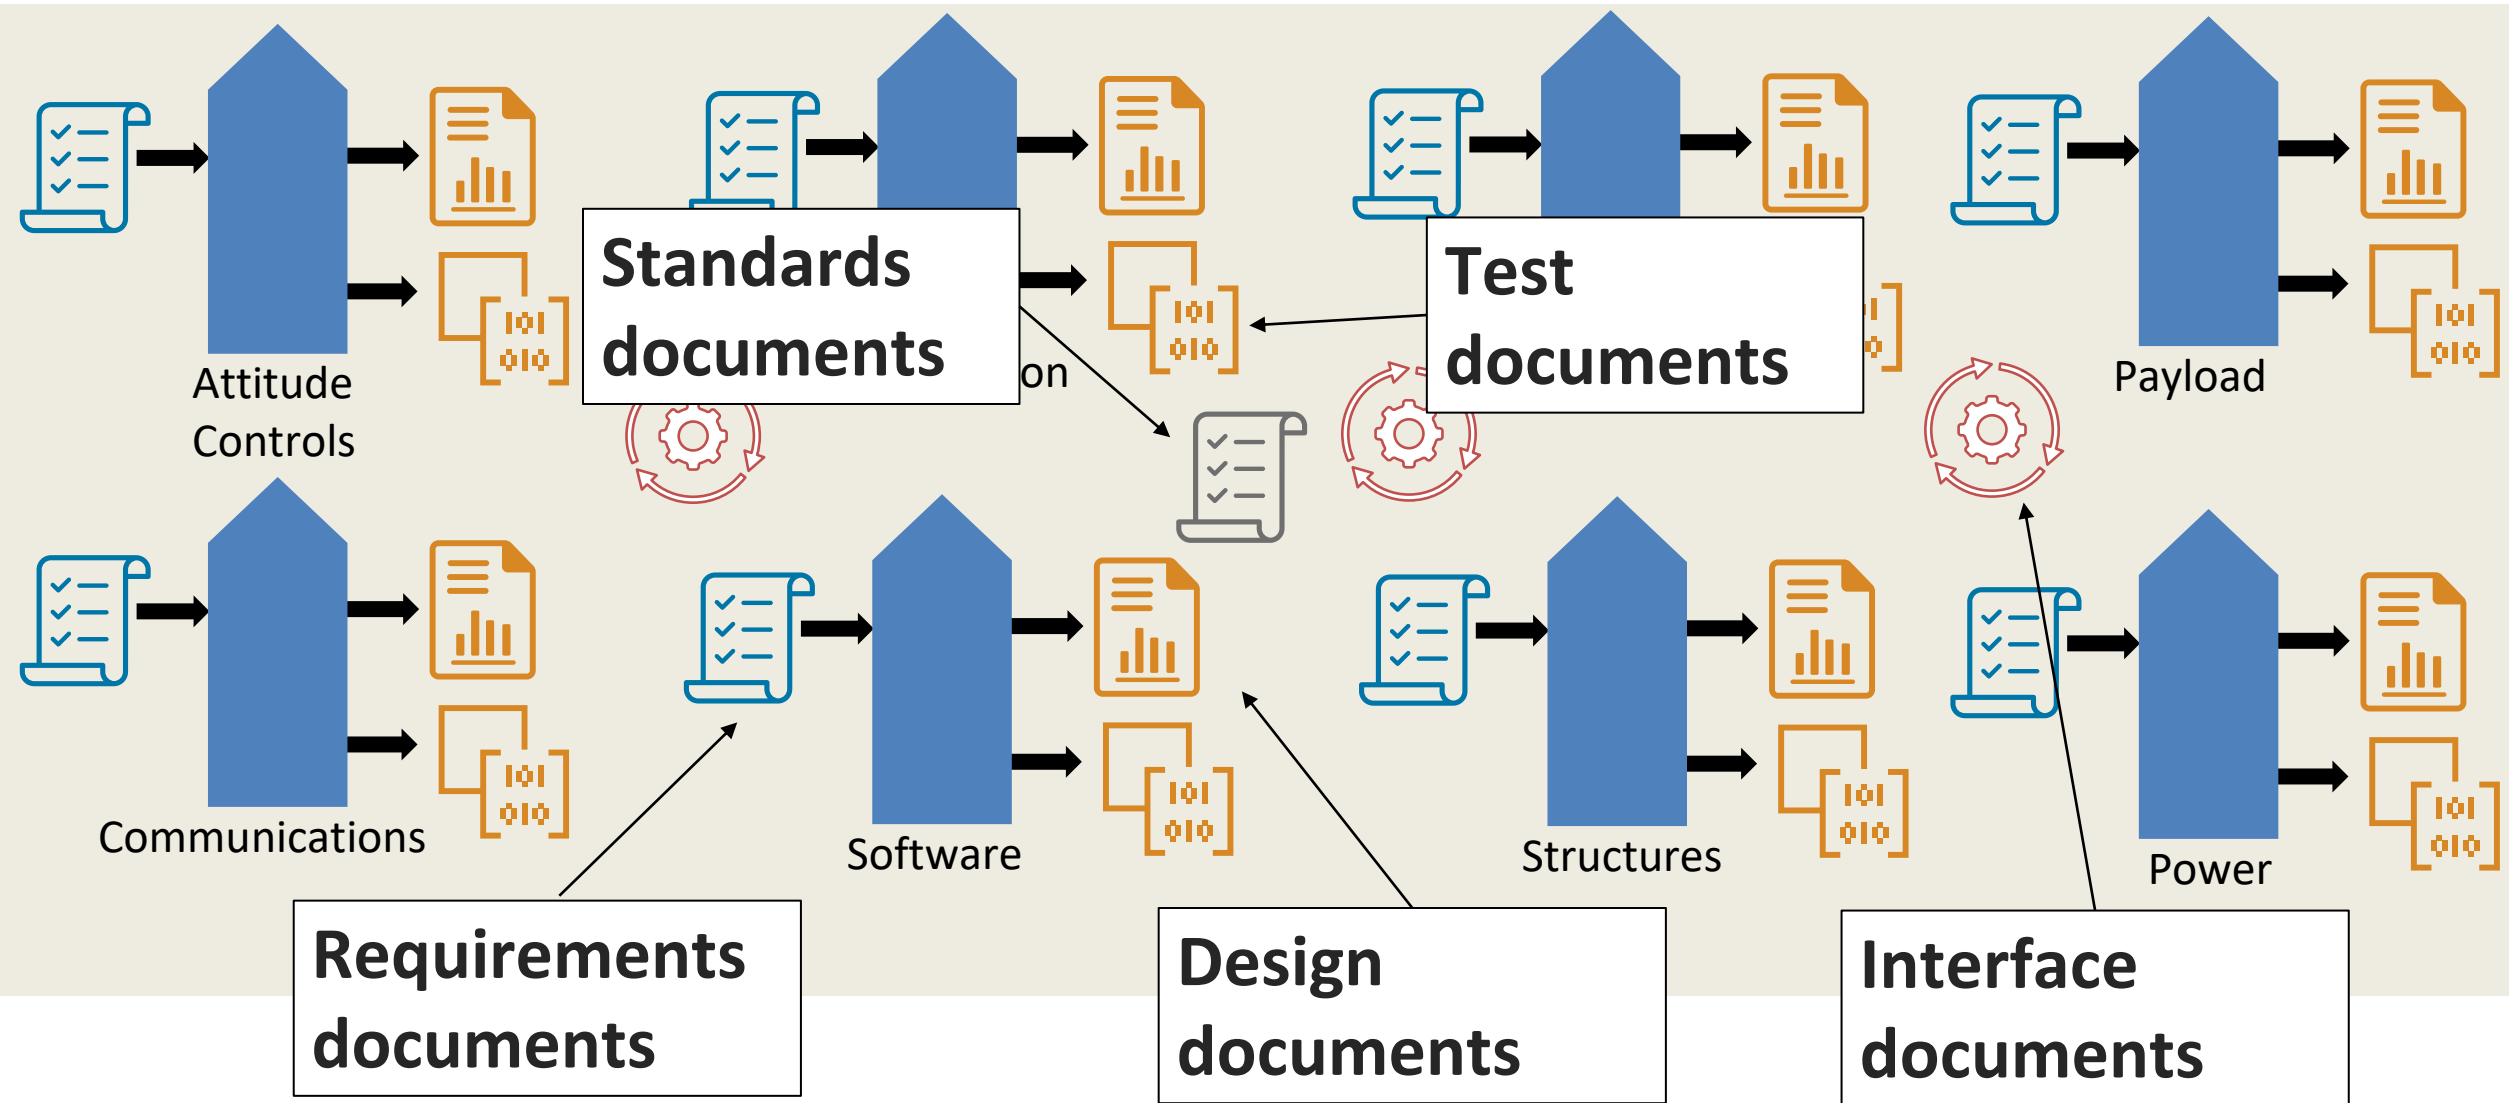 Standards
documents
Test
documents
on
Attitude
Controls
Payload
Communications
Software
Structures
Power
Requirements
documents
Design
documents
Interface
documents